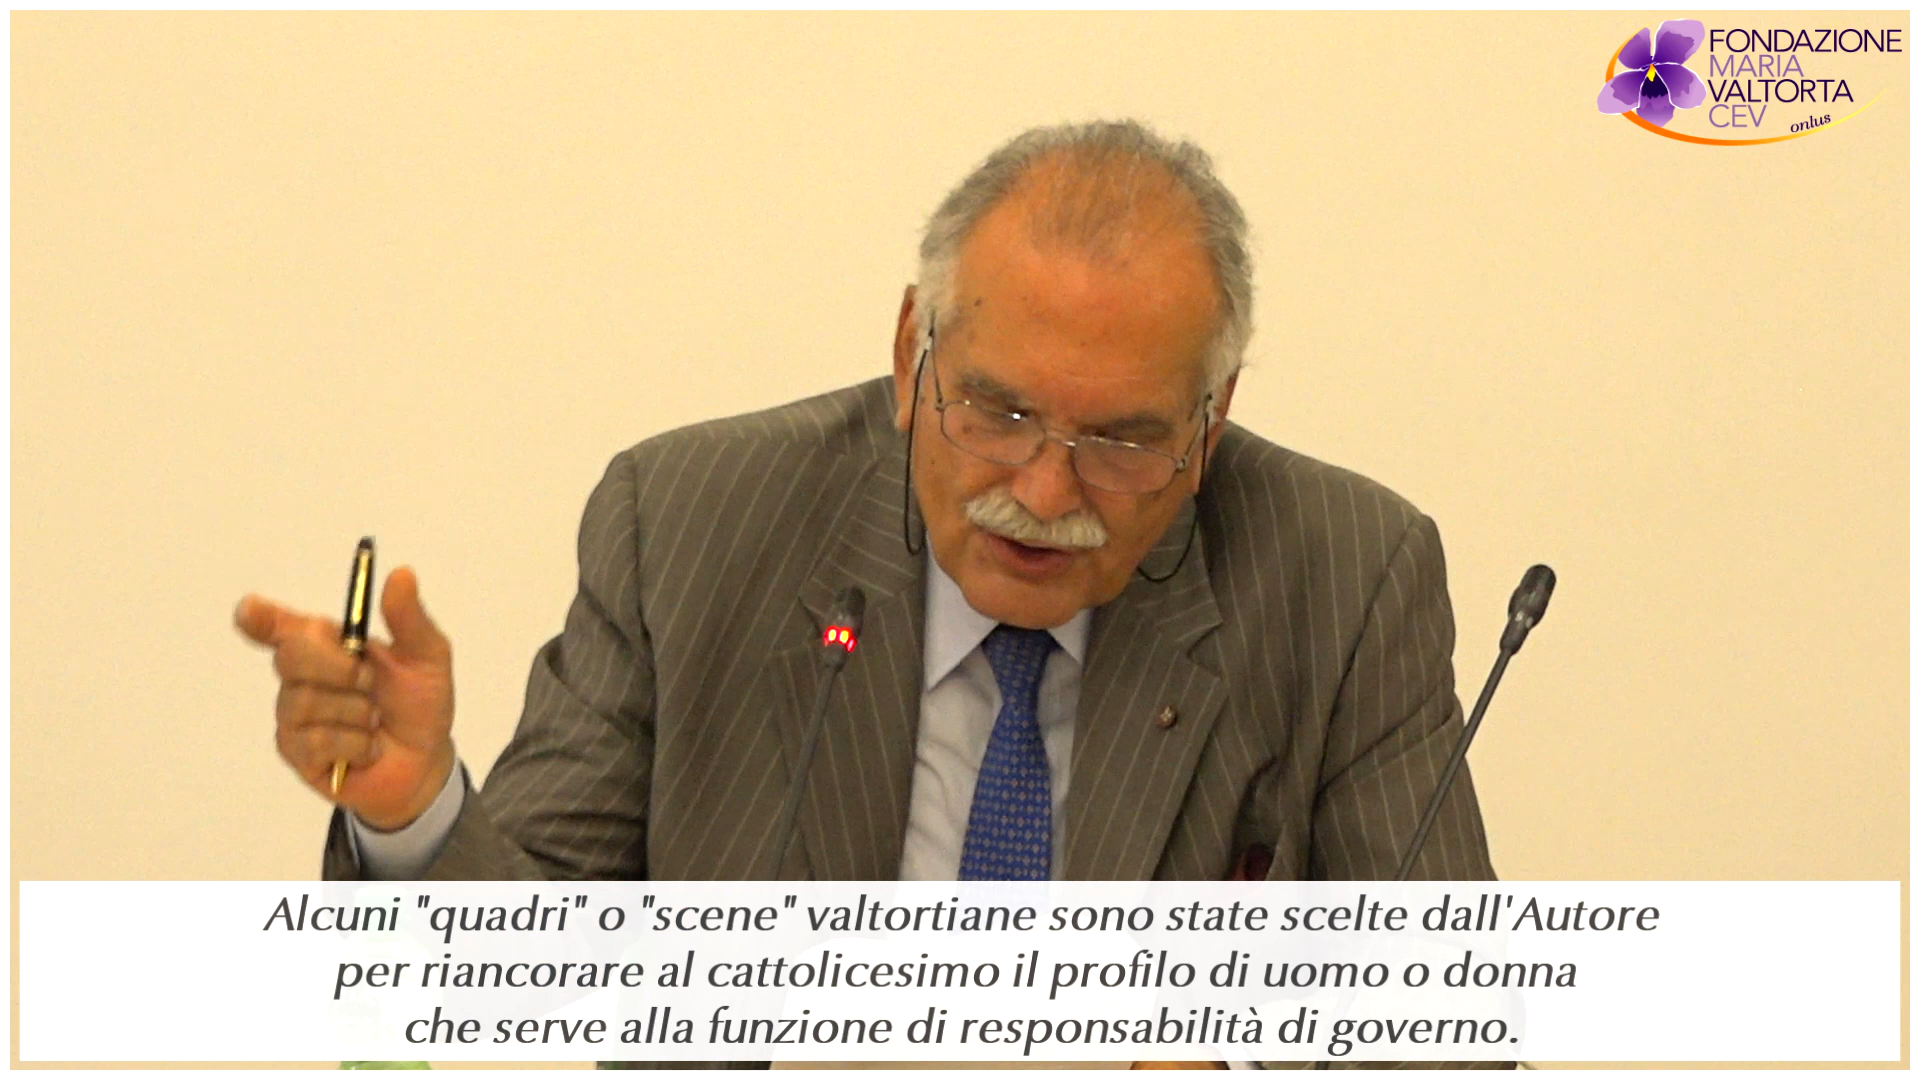 FONDAZIONE
MARIA
VALTORTA
CEV
onlus
Alcuni "quadri" o "scene" valtortiane sono state scelte dall'Autore
per riancorare al cattolicesimo il profilo di uomo o donna
che serve alla funzione di responsabilità di governo.